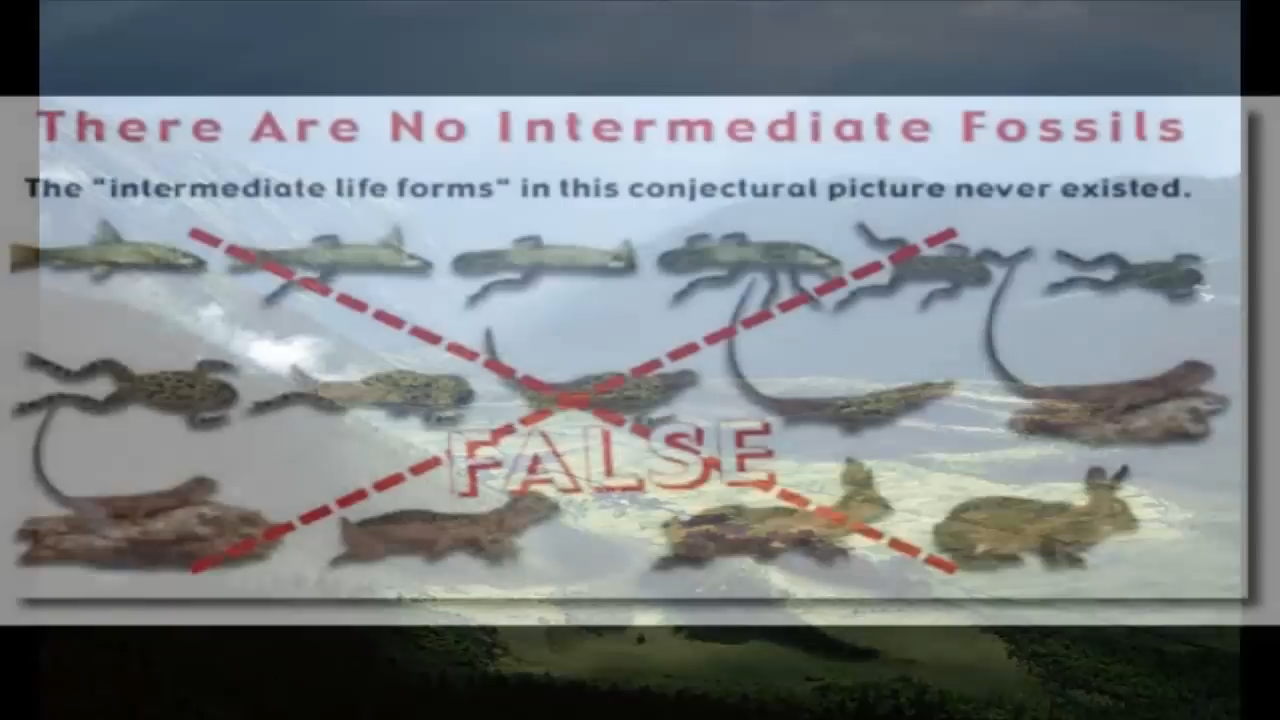 There Are No Intermediate Fossils
The "intermediate life forms" in this conjectural picture never existed.
FALSE